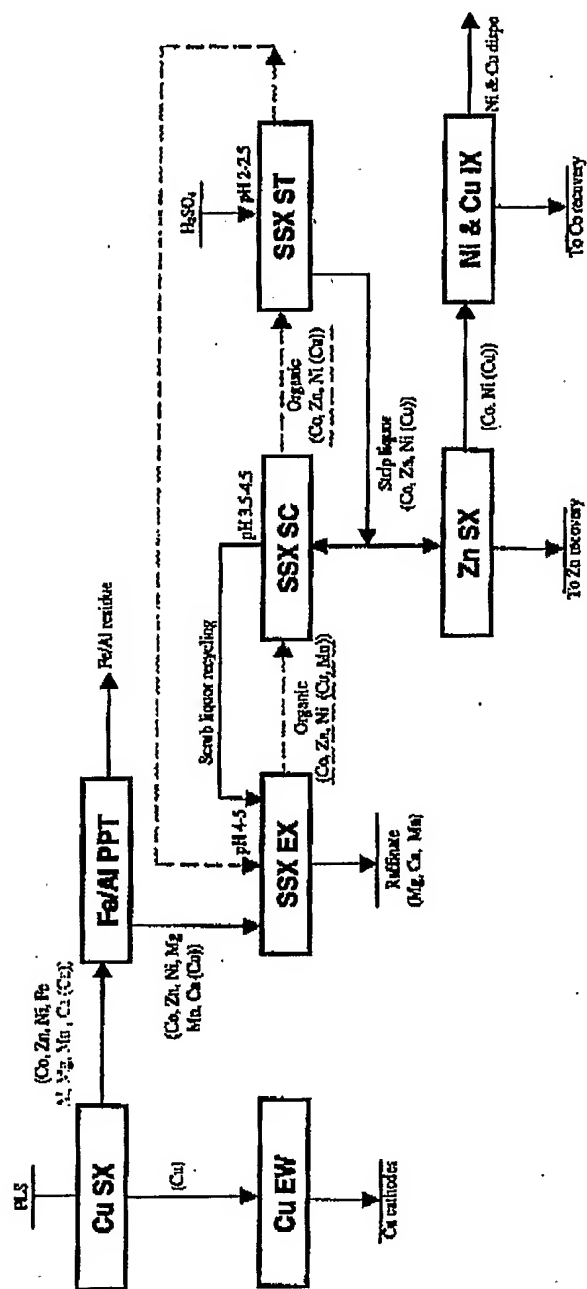 PLS
Cu SX
(Co, Zn, Ni, Fe
Al, Mg, Mn, Ca (Cu)
Fe/Al PPT
Fe/Al residue
(Cu)
Cu EW
Cu cathodes
(Co, Zn, Ni, Mg
Mn, Ca (Cu))
Scrub liquor recycling
pH 4-5
SSX EX
Raffinate
(Mg, Ca, Mn)
Organic
(Co, Zn, Ni (Cu, Mn)
pH 3.5-4.5
SSX SC
Organic
(Co, Zn, Ni (Cu))
H₂SO₄
pH 2-2.5
SSX ST
Strip liquor
(Co, Zn, Ni (Cu)
Zn SX
To Zn recovery
(Co, Ni (Cu))
Ni & Cu IX
Ni & Cu dispo
To Co recovery